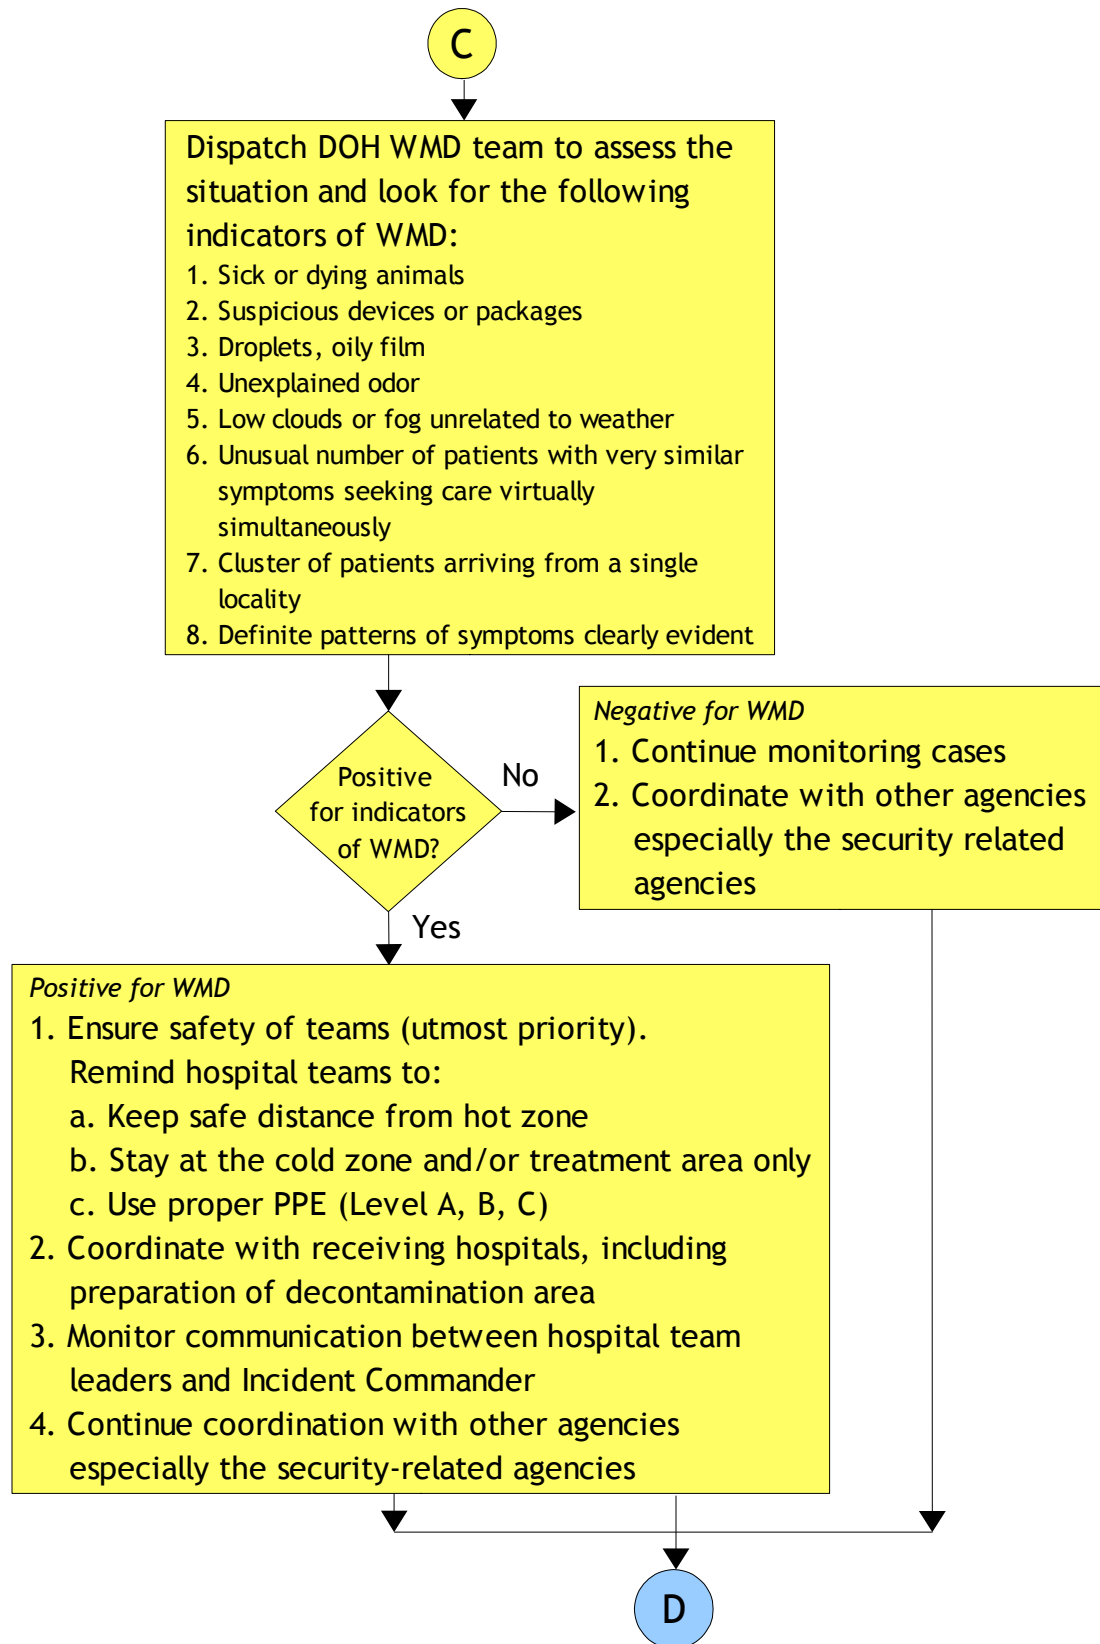 C
Dispatch DOH WMD team to assess the
situation and look for the following
indicators of WMD:
1. Sick or dying animals
2. Suspicious devices or packages
3. Droplets, oily film
4. Unexplained odor
5. Low clouds or fog unrelated to weather
6. Unusual number of patients with very similar
symptoms seeking care virtually
simultaneously
7. Cluster of patients arriving from a single
locality
8. Definite patterns of symptoms clearly evident
Positive
for indicators
of WMD?
No
Negative for WMD
1. Continue monitoring cases
2. Coordinate with other agencies
especially the security related
agencies
Yes
Positive for WMD
1. Ensure safety of teams (utmost priority).
Remind hospital teams to:
a. Keep safe distance from hot zone
b. Stay at the cold zone and/or treatment area only
c. Use proper PPE (Level A, B, C)
2. Coordinate with receiving hospitals, including
preparation of decontamination area
3. Monitor communication between hospital team
leaders and Incident Commander
4. Continue coordination with other agencies
especially the security-related agencies
D